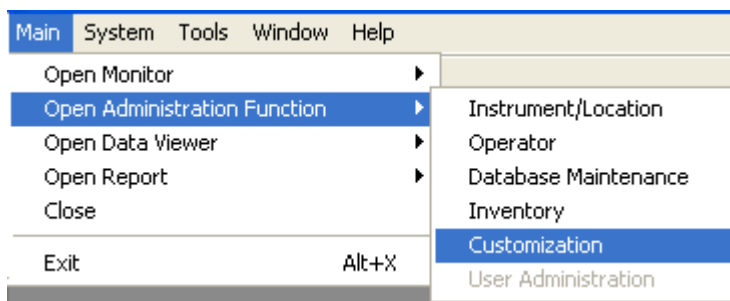 Main System Tools Window Help
Open Monitor
Open Administration Function
Open Data Viewer
Open Report
Close
Exit Alt+X
Instrument/Location
Operator
Database Maintenance
Inventory
Customization
User Administration